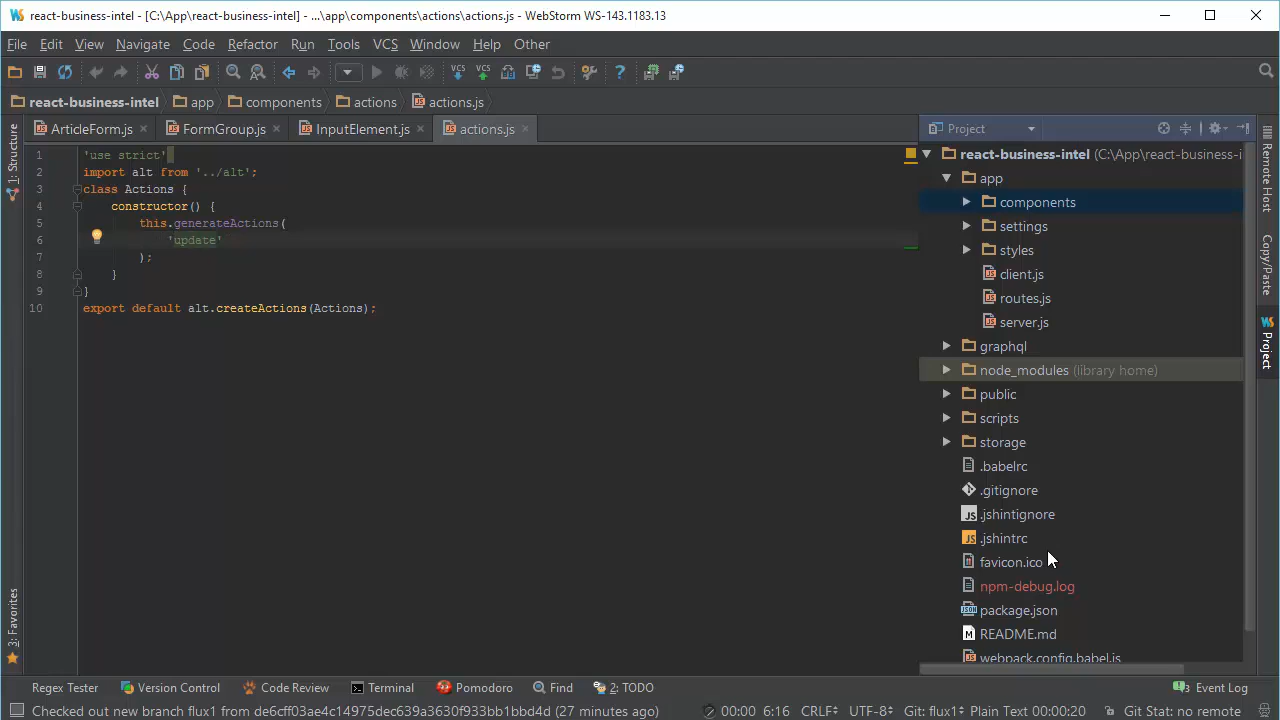 react-business-intel - [C:\App\react-business-intel] - ...\app\components\actions\actions.js - WebStorm WS-143.1183.13
File Edit View Navigate Code Refactor Run Tools VCS Window Help Other
react-business-intel app components actions actions.js
ArticleForm.js FormGroup.js InputElement.js actions.js
Project
1: Structure
3: Favorites
1 'use strict'
2 import alt from '../alt';
3 class Actions {
4 constructor() {
5 this.generateActions(
6 'update'
7 );
8 }
9 }
10 export default alt.createActions(Actions);
react-business-intel (C:\App\react-business-i
app
components
settings
styles
client.js
routes.js
server.js
graphql
node_modules (library home)
public
scripts
storage
.babelrc
.gitignore
.jshintignore
.jshintrc
favicon.ico
npm-debug.log
package.json
README.md
webpack.config.babel.js
Remote Host
Copy/Paste
Project
Regex Tester Version Control Code Review Terminal Pomodoro Find 2: TODO Event Log
Checked out new branch flux1 from de6cff03ae4c14975dec639a3630f933bb1bbd4d (27 minutes ago) 00:00 6:16 CRLF UTF-8 Git: flux1 Plain Text 00:00:20 Git Stat: no remote